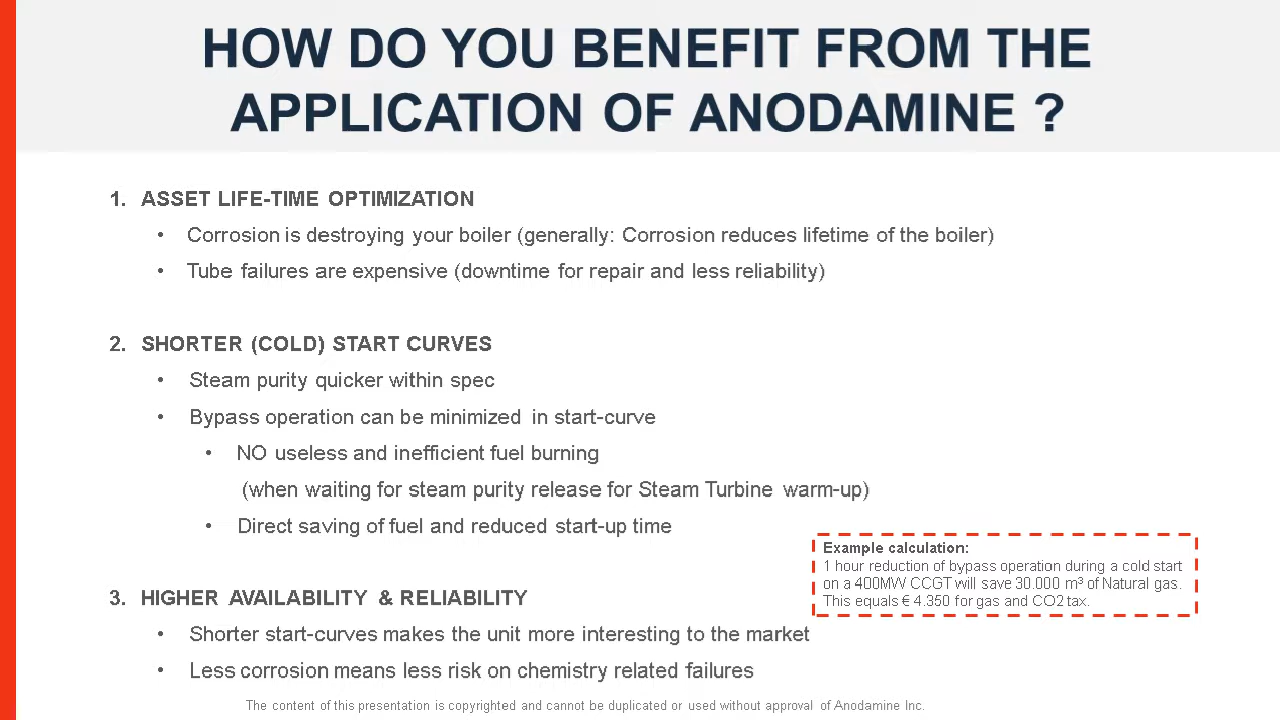 HOW DO YOU BENEFIT FROM THE
APPLICATION OF ANODAMINE ?
1. ASSET LIFE-TIME OPTIMIZATION
• Corrosion is destroying your boiler (generally: Corrosion reduces lifetime of the boiler)
• Tube failures are expensive (downtime for repair and less reliability)
2. SHORTER (COLD) START CURVES
• Steam purity quicker within spec
• Bypass operation can be minimized in start-curve
• NO useless and inefficient fuel burning
(when waiting for steam purity release for Steam Turbine warm-up)
• Direct saving of fuel and reduced start-up time
Example calculation:
1 hour reduction of bypass operation during a cold start
on a 400MW CCGT will save 30.000 m³ of Natural gas.
This equals € 4.350 for gas and CO2 tax.
3. HIGHER AVAILABILITY & RELIABILITY
• Shorter start-curves makes the unit more interesting to the market
• Less corrosion means less risk on chemistry related failures
The content of this presentation is copyrighted and cannot be duplicated or used without approval of Anodamine Inc.